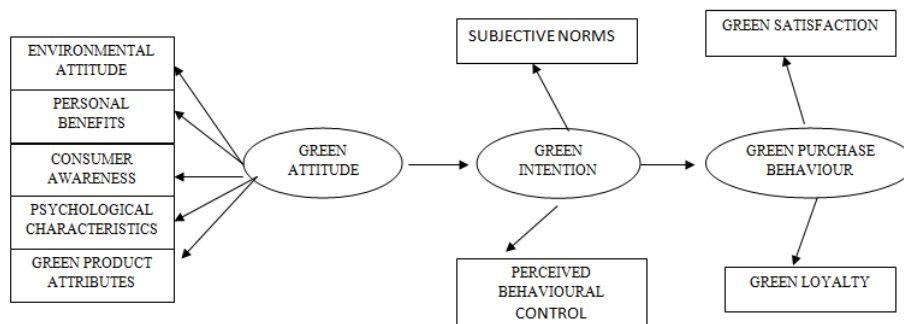 ENVIRONMENTAL
ATTITUDE
PERSONAL
BENEFITS
CONSUMER
AWARENESS
PSYCHOLOGICAL
CHARACTERISTICS
GREEN PRODUCT
ATTRIBUTES
GREEN
ATTITUDE
SUBJECTIVE NORMS
GREEN
INTENTION
PERCEIVED
BEHAVIOURAL
CONTROL
GREEN SATISFACTION
GREEN PURCHASE
BEHAVIOUR
GREEN LOYALTY